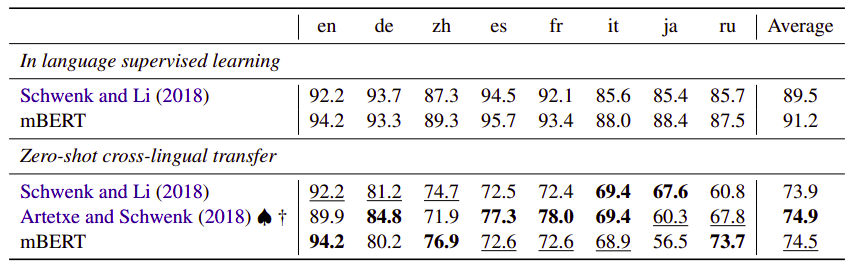 en de zh es fr it ja ru Average
In language supervised learning
Schwenk and Li (2018) 92.2 93.7 87.3 94.5 92.1 85.6 85.4 85.7 89.5
mBERT 94.2 93.3 89.3 95.7 93.4 88.0 88.4 87.5 91.2
Zero-shot cross-lingual transfer
Schwenk and Li (2018) 92.2 81.2 74.7 72.5 72.4 69.4 67.6 60.8 73.9
Artetxe and Schwenk (2018) ♠ † 89.9 84.8 71.9 77.3 78.0 69.4 60.3 67.8 74.9
mBERT 94.2 80.2 76.9 72.6 72.6 68.9 56.5 73.7 74.5